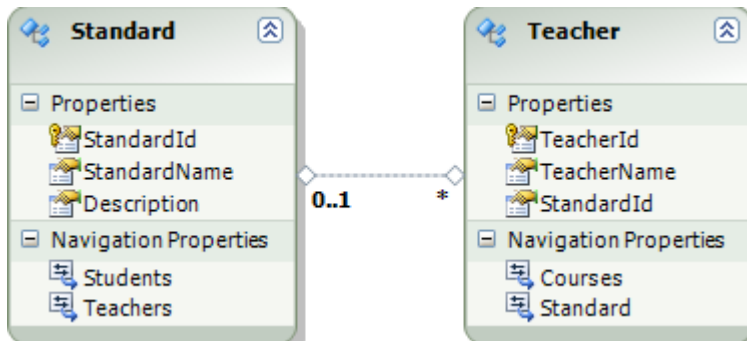 Standard
Properties
StandardId
StandardName
Description
Navigation Properties
Students
Teachers
0..1
*
Teacher
Properties
TeacherId
TeacherName
StandardId
Navigation Properties
Courses
Standard